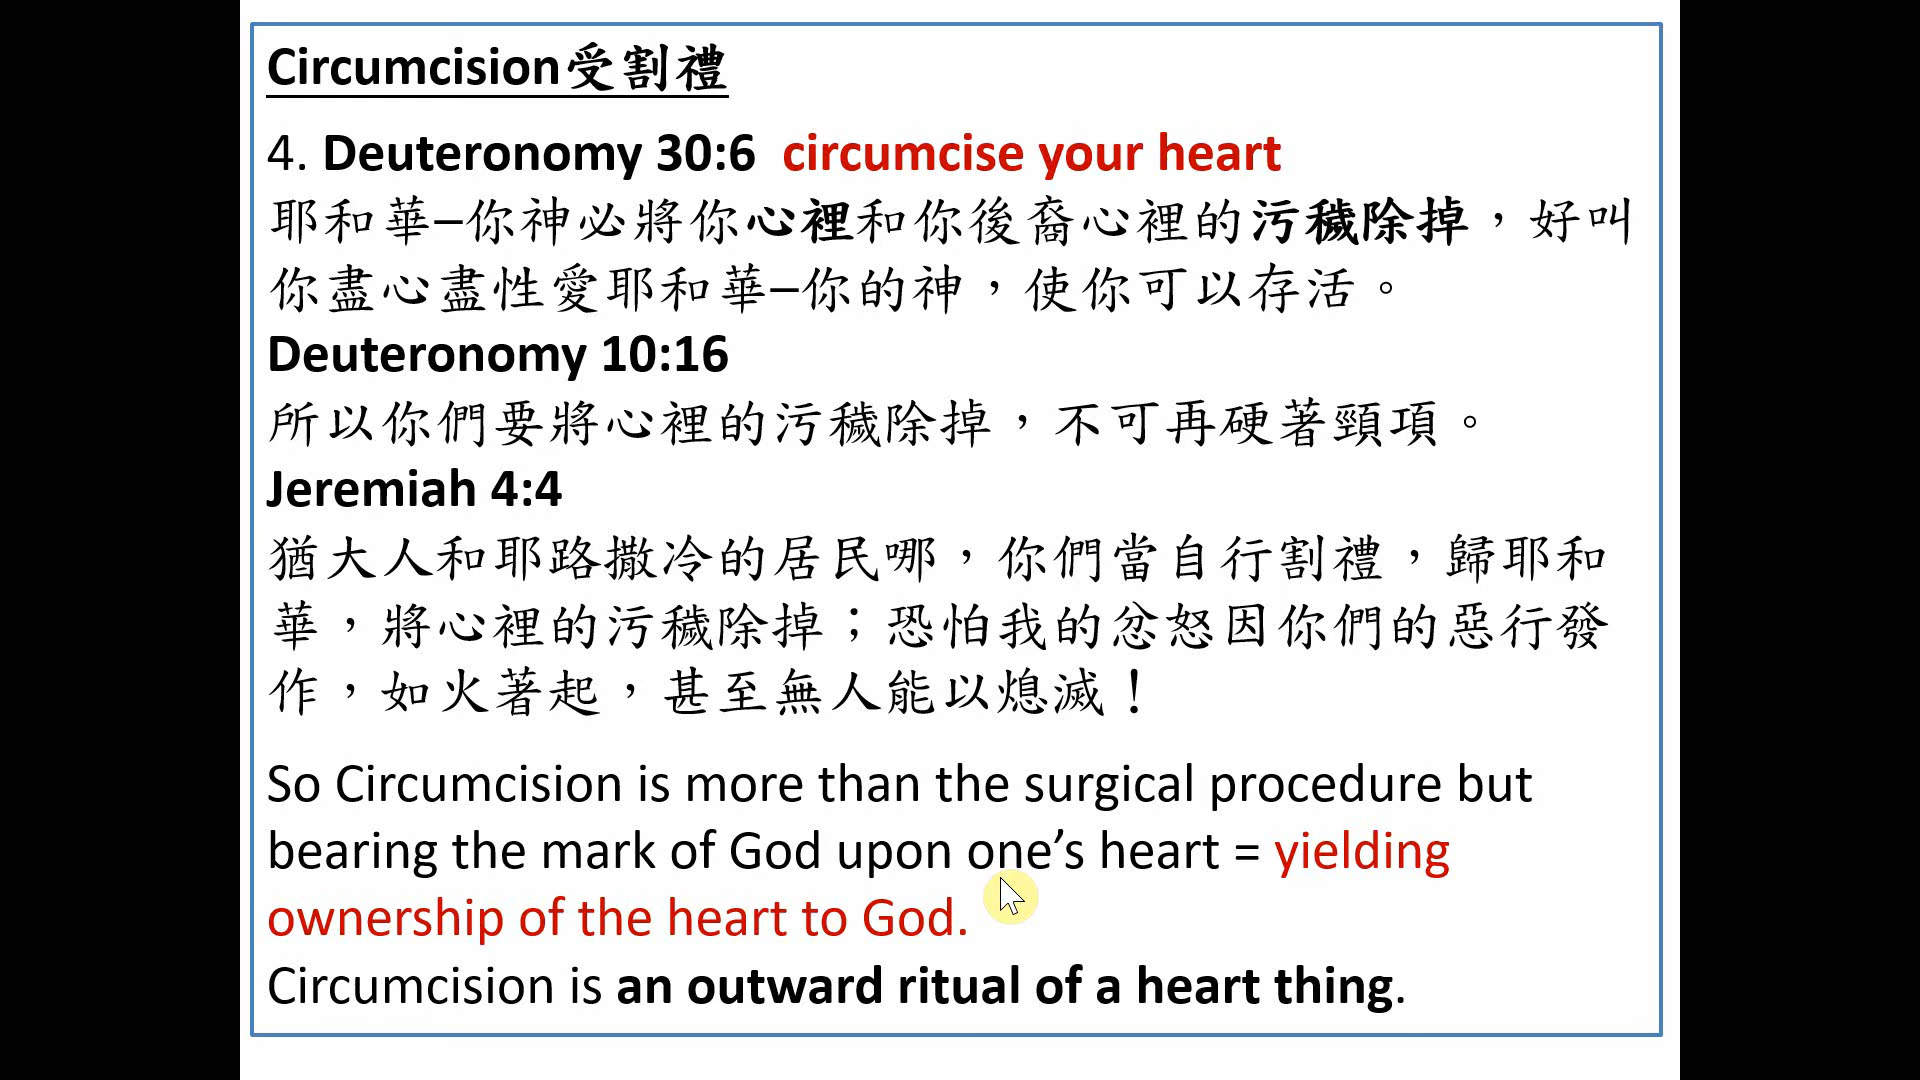 Circumcision受割禮
4. Deuteronomy 30:6  circumcise your heart
耶和華─你神必將你心裡和你後裔心裡的污穢除掉，好叫
你盡心盡性愛耶和華─你的神，使你可以存活。
Deuteronomy 10:16
所以你們要將心裡的污穢除掉，不可再硬著頸項。
Jeremiah 4:4
猶大人和耶路撒冷的居民哪，你們當自行割禮，歸耶和
華，將心裡的污穢除掉；恐怕我的忿怒因你們的惡行發
作，如火著起，甚至無人能以熄滅！
So Circumcision is more than the surgical procedure but
bearing the mark of God upon one’s heart = yielding
ownership of the heart to God.
Circumcision is an outward ritual of a heart thing.